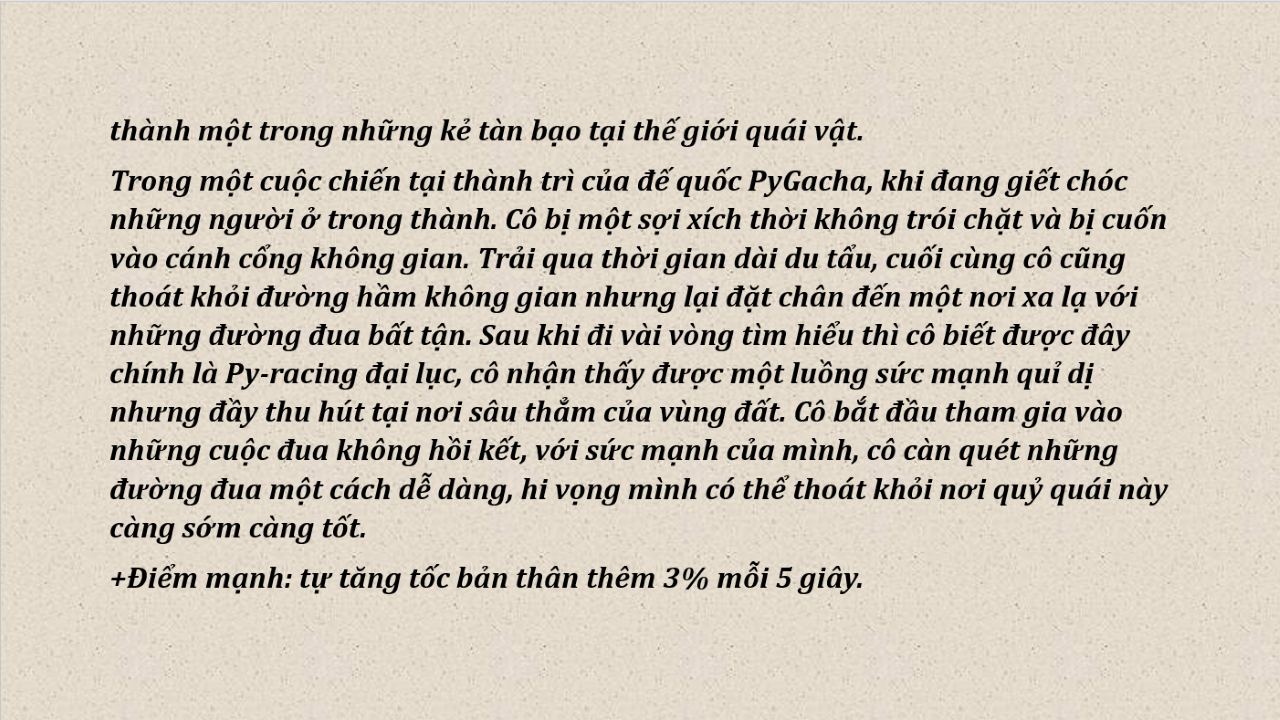 thành một trong những kẻ tàn bạo tại thế giới quái vật.
Trong một cuộc chiến tại thành trì của đế quốc PyGacha, khi đang giết chóc
những người ở trong thành. Cô bị một sợi xích thời không trói chặt và bị cuốn
vào cánh cổng không gian. Trải qua thời gian dài du tẩu, cuối cùng cô cũng
thoát khỏi đường hầm không gian nhưng lại đặt chân đến một nơi xa lạ với
những đường đua bất tận. Sau khi đi vài vòng tìm hiểu thì cô biết được đây
chính là Py-racing đại lục, cô nhận thấy được một luồng sức mạnh quỉ dị
nhưng đầy thu hút tại nơi sâu thẳm của vùng đất. Cô bắt đầu tham gia vào
những cuộc đua không hồi kết, với sức mạnh của mình, cô càn quét những
đường đua một cách dễ dàng, hi vọng mình có thể thoát khỏi nơi quỷ quái này
càng sớm càng tốt.
+Điểm mạnh: tự tăng tốc bản thân thêm 3% mỗi 5 giây.